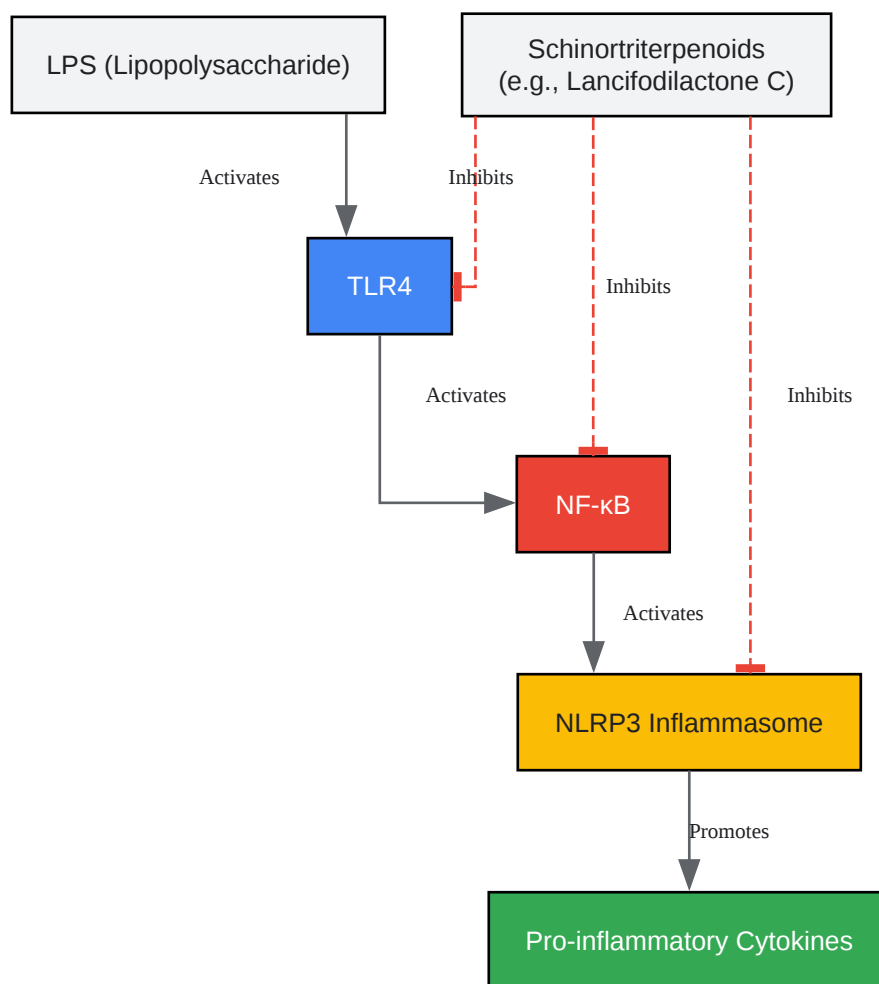 LPS (Lipopolysaccharide)
Schinortriterpenoids
(e.g., Lancifodilactone C)
Activates
Inhibits
TLR4
Inhibits
Activates
Inhibits
NF-κB
Activates
NLRP3 Inflammasome
Promotes
Pro-inflammatory Cytokines